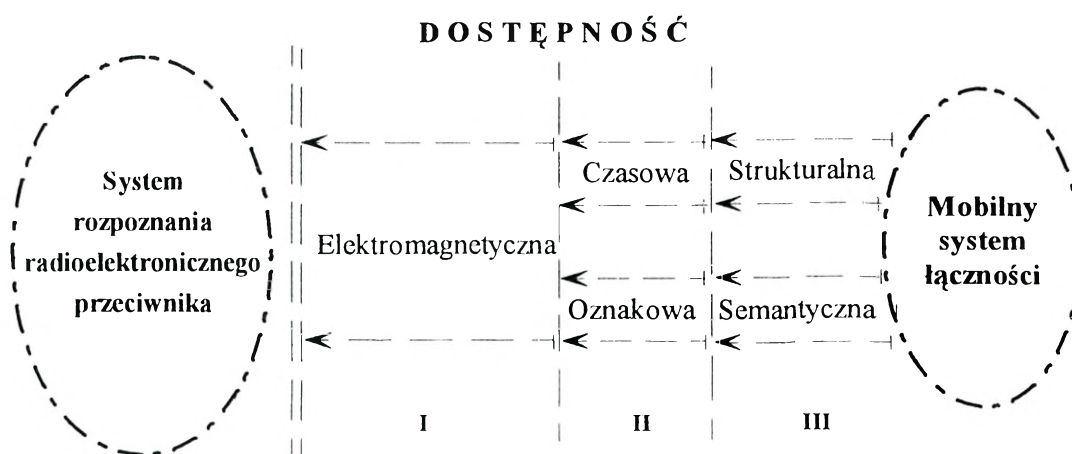 DOSTĘPNOŚĆ
System
rozpoznania
radioelektronicznego
przeciwnika
Elektromagnetyczna
Czasowa
Oznakowa
Strukturalna
Semantyczna
Mobilny
system
łączności
I
II
III